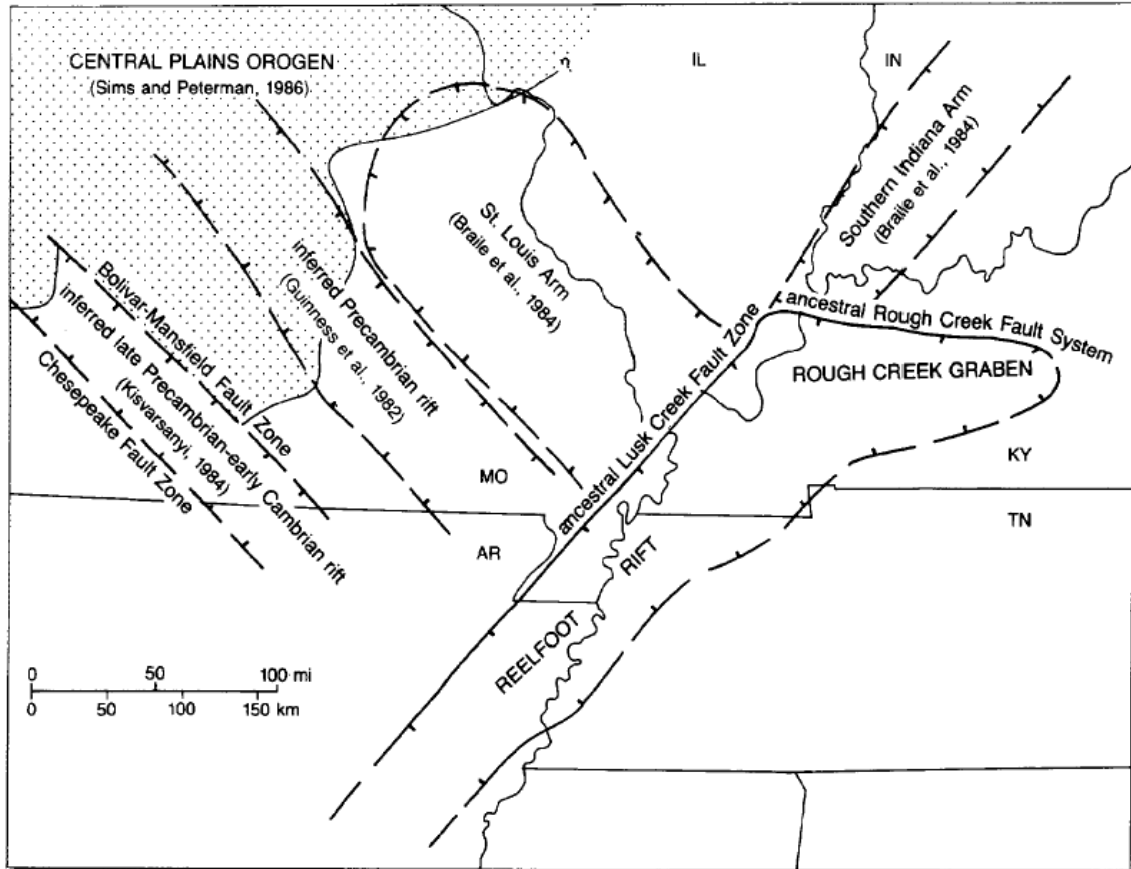 CENTRAL PLAINS OROGEN
(Sims and Peterman, 1986)
?
IL
IN
Southern Indiana Arm
(Braile et al., 1984)
St. Louis Arm
(Braile et al., 1984)
inferred Precambrian rift
(Guinness et al., 1982)
Bolivar-Mansfield Fault Zone
inferred late Precambrian-early Cambrian rift
(Kisvarsanyi, 1984)
Chesepeake Fault Zone
ancestral Lusk Creek Fault Zone
ancestral Rough Creek Fault System
ROUGH CREEK GRABEN
MO
KY
AR
TN
REELFOOT RIFT
0 50 100 mi
0 50 100 150 km